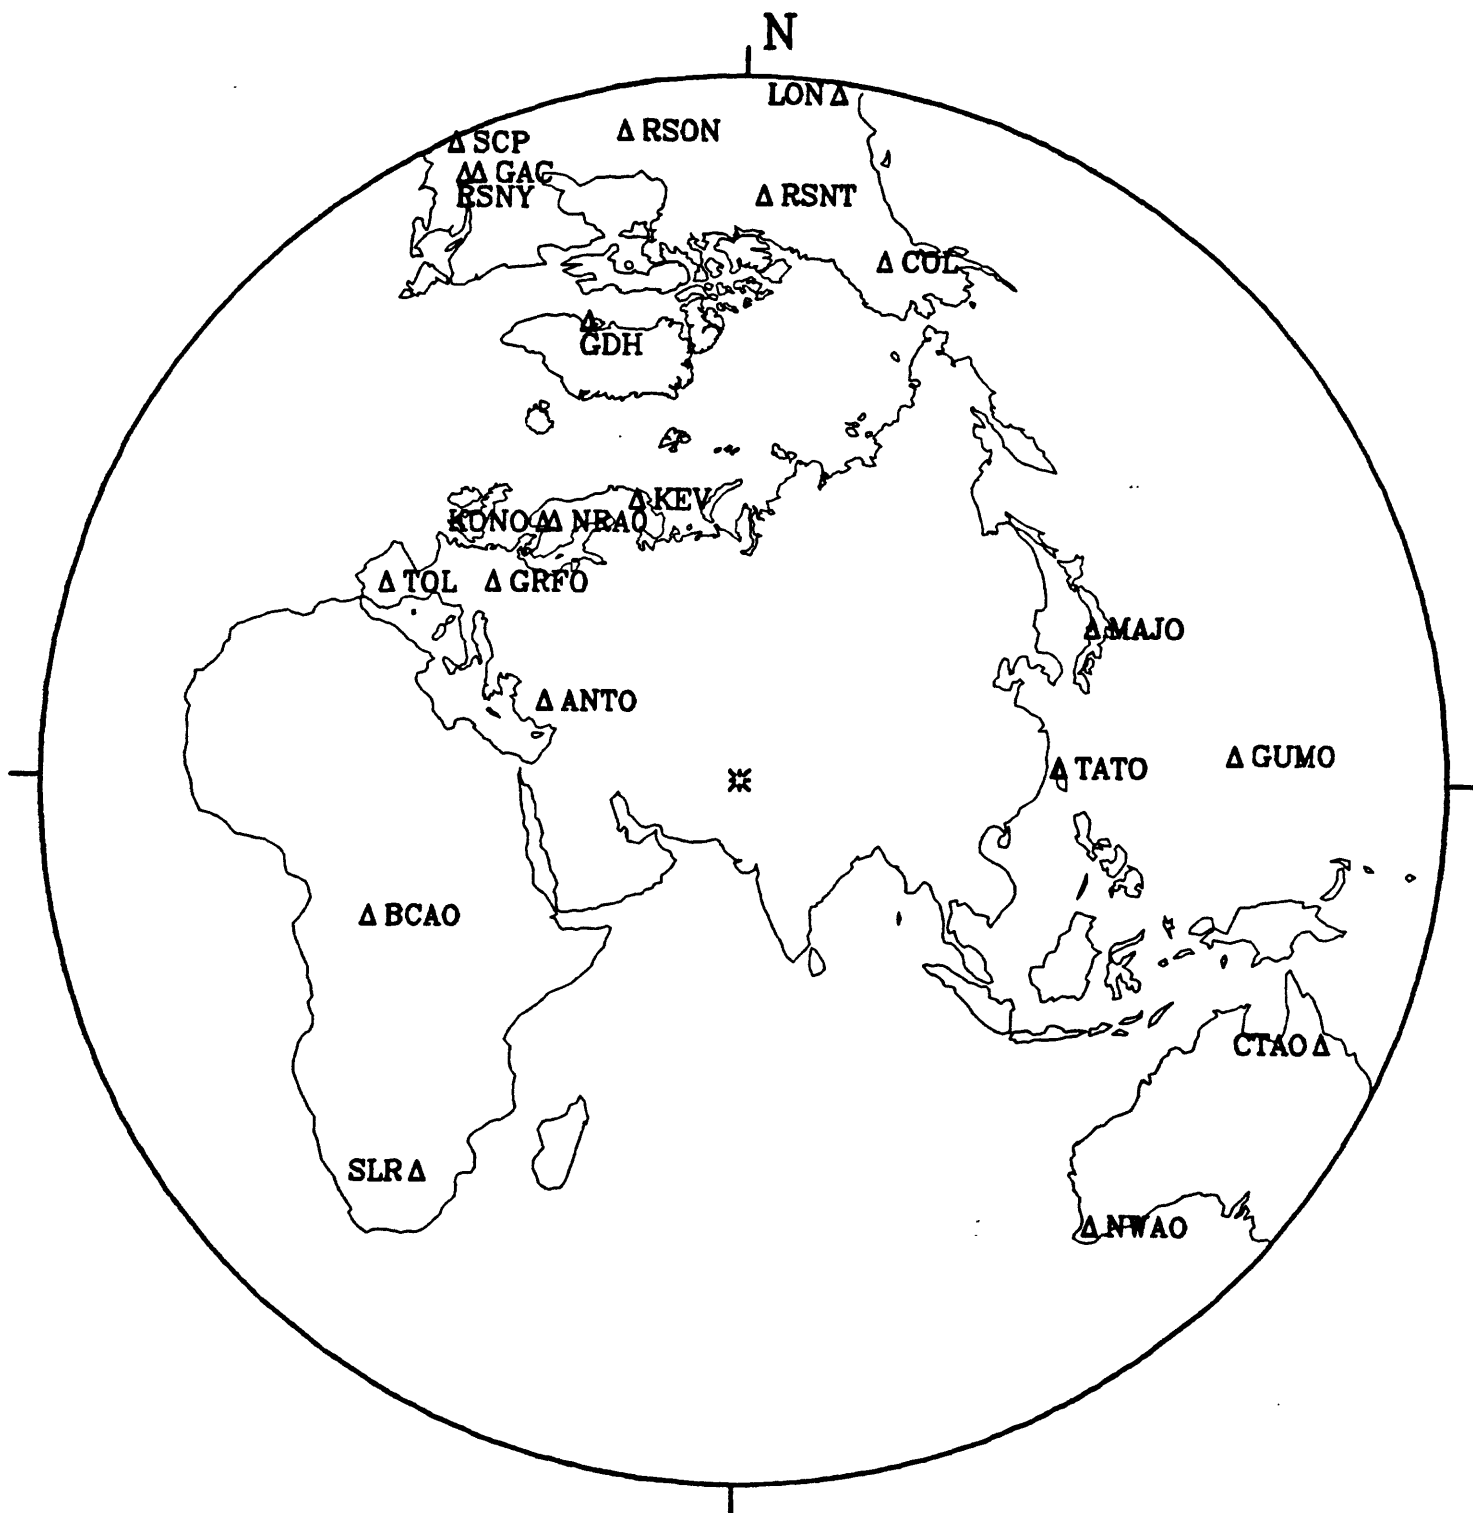 N
LON
SCP
RSON
GAC
RSNY
RSNT
COL
GDH
KEV
KONO
NRAO
TOL
GRFO
MAJO
ANTO
GUMO
TATO
BCAO
CTAO
SLR
NWAO